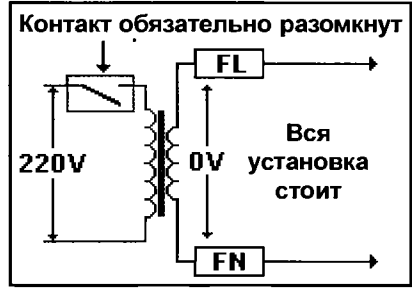 Контакт обязательно разомкнут
FL
220V
0V
Вся
установка
стоит
FN